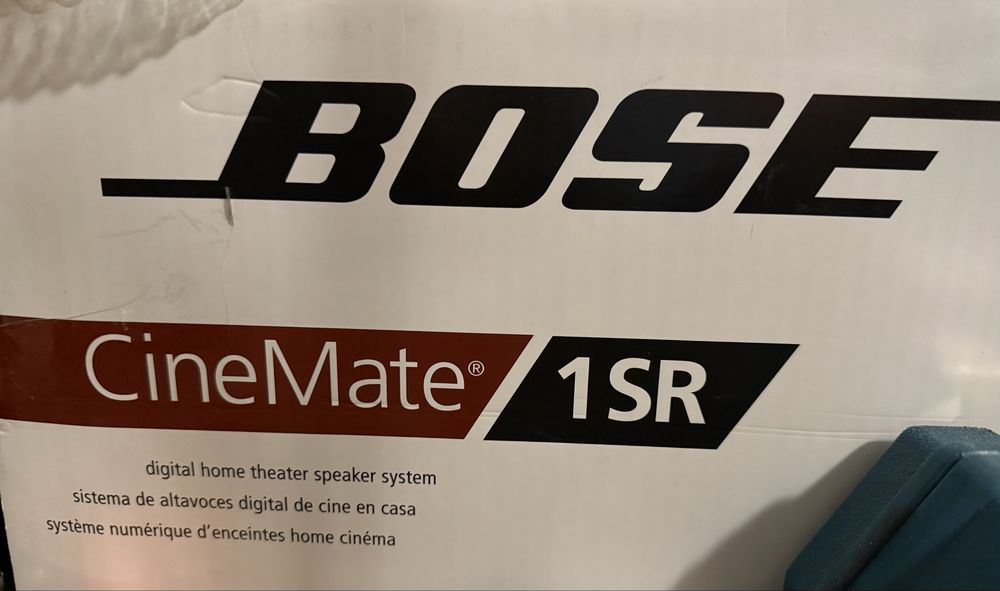 BOSE
CineMate® 1SR
digital home theater speaker system
sistema de altavoces digital de cine en casa
système numérique d'enceintes home cinéma